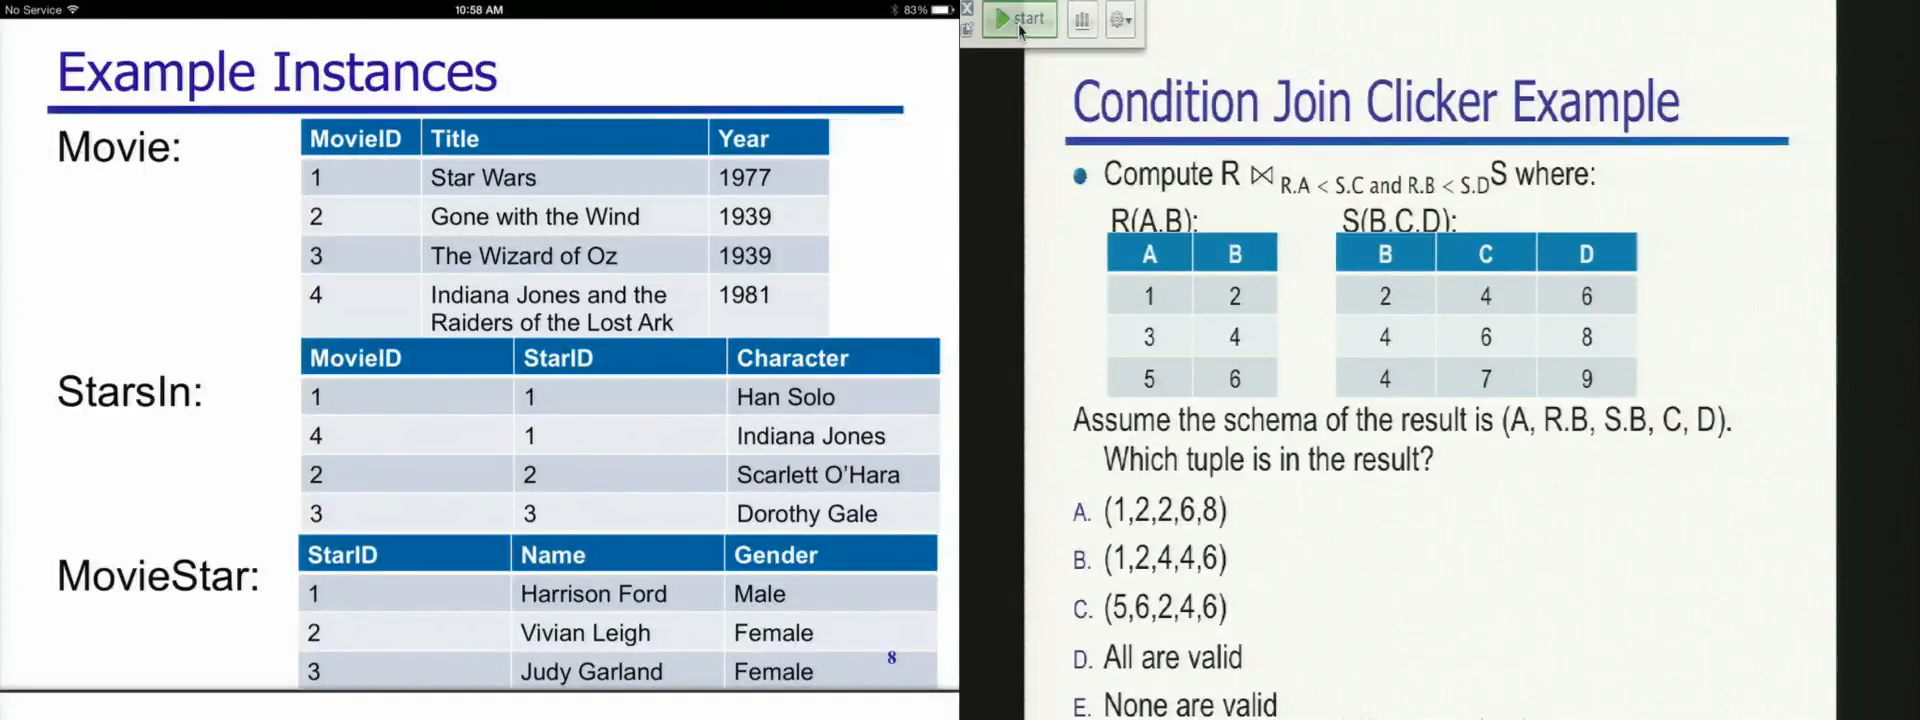 No Service
10:58 AM
83%
Example Instances
Movie:
MovieID Title Year
1 Star Wars 1977
2 Gone with the Wind 1939
3 The Wizard of Oz 1939
4 Indiana Jones and the 1981
Raiders of the Lost Ark
StarsIn:
MovieID StarID Character
1 1 Han Solo
4 1 Indiana Jones
2 2 Scarlett O’Hara
3 3 Dorothy Gale
MovieStar:
StarID Name Gender
1 Harrison Ford Male
2 Vivian Leigh Female
3 Judy Garland Female
8
start
Condition Join Clicker Example
Compute R ⋈ R.A < S.C and R.B < S.D S where:
R(A,B): S(B,C,D):
A B
1 2
3 4
5 6
B C D
2 4 6
4 6 8
4 7 9
Assume the schema of the result is (A, R.B, S.B, C, D).
Which tuple is in the result?
A. (1,2,2,6,8)
B. (1,2,4,4,6)
C. (5,6,2,4,6)
D. All are valid
E. None are valid